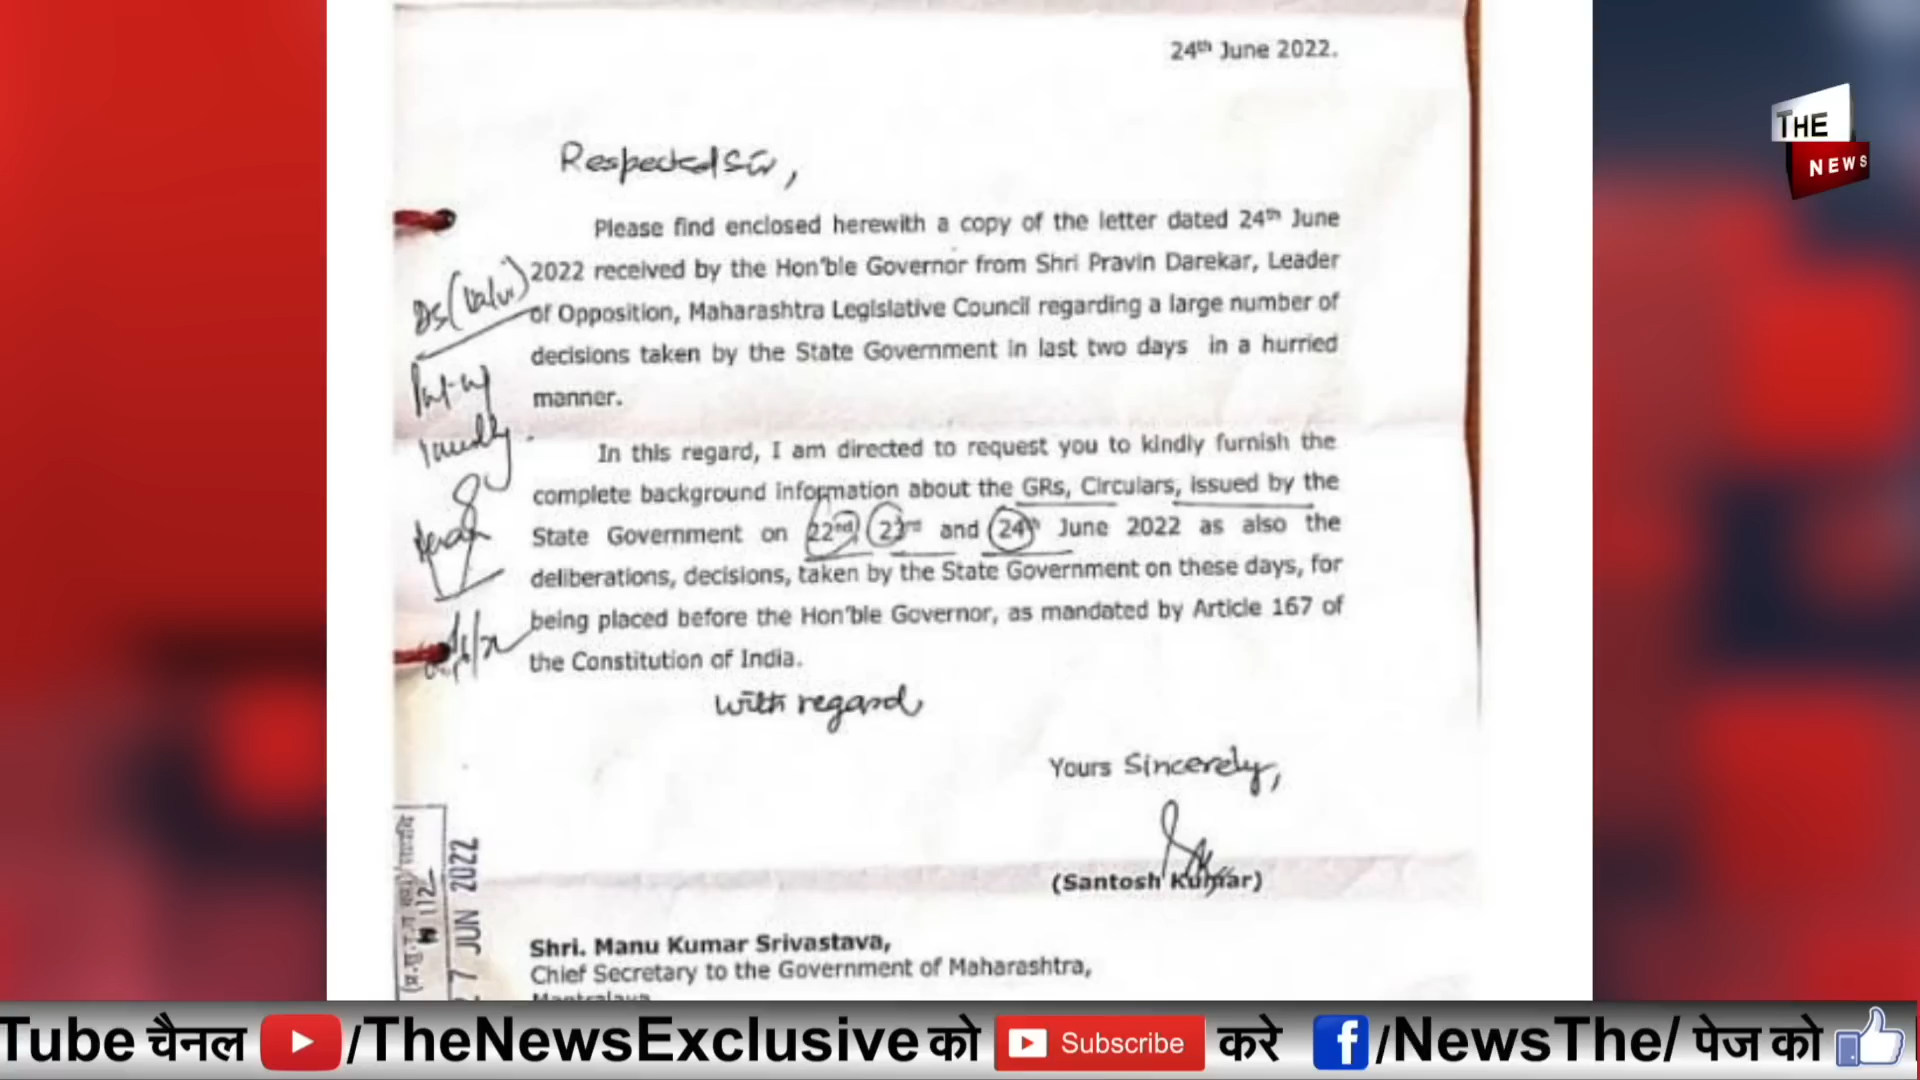 24th June 2022.
THE
NEWS
Respected Sir,
Please find enclosed herewith a copy of the letter dated 24th June
2022 received by the Hon'ble Governor from Shri Pravin Darekar, Leader
of Opposition, Maharashtra Legislative Council regarding a large number of
decisions taken by the State Government in last two days in a hurried
manner.
In this regard, I am directed to request you to kindly furnish the
complete background information about the GRs, Circulars, issued by the
State Government on 22nd, 23rd and 24th June 2022 as also the
deliberations, decisions, taken by the State Government on these days, for
being placed before the Hon'ble Governor, as mandated by Article 167 of
the Constitution of India.
With regard
Yours Sincerely,
(Santosh Kumar)
7 JUN 2022
Shri. Manu Kumar Srivastava,
Chief Secretary to the Government of Maharashtra,
Mantralaya
Tube चैनल /TheNewsExclusive को Subscribe करे f /NewsThe/ पेज को